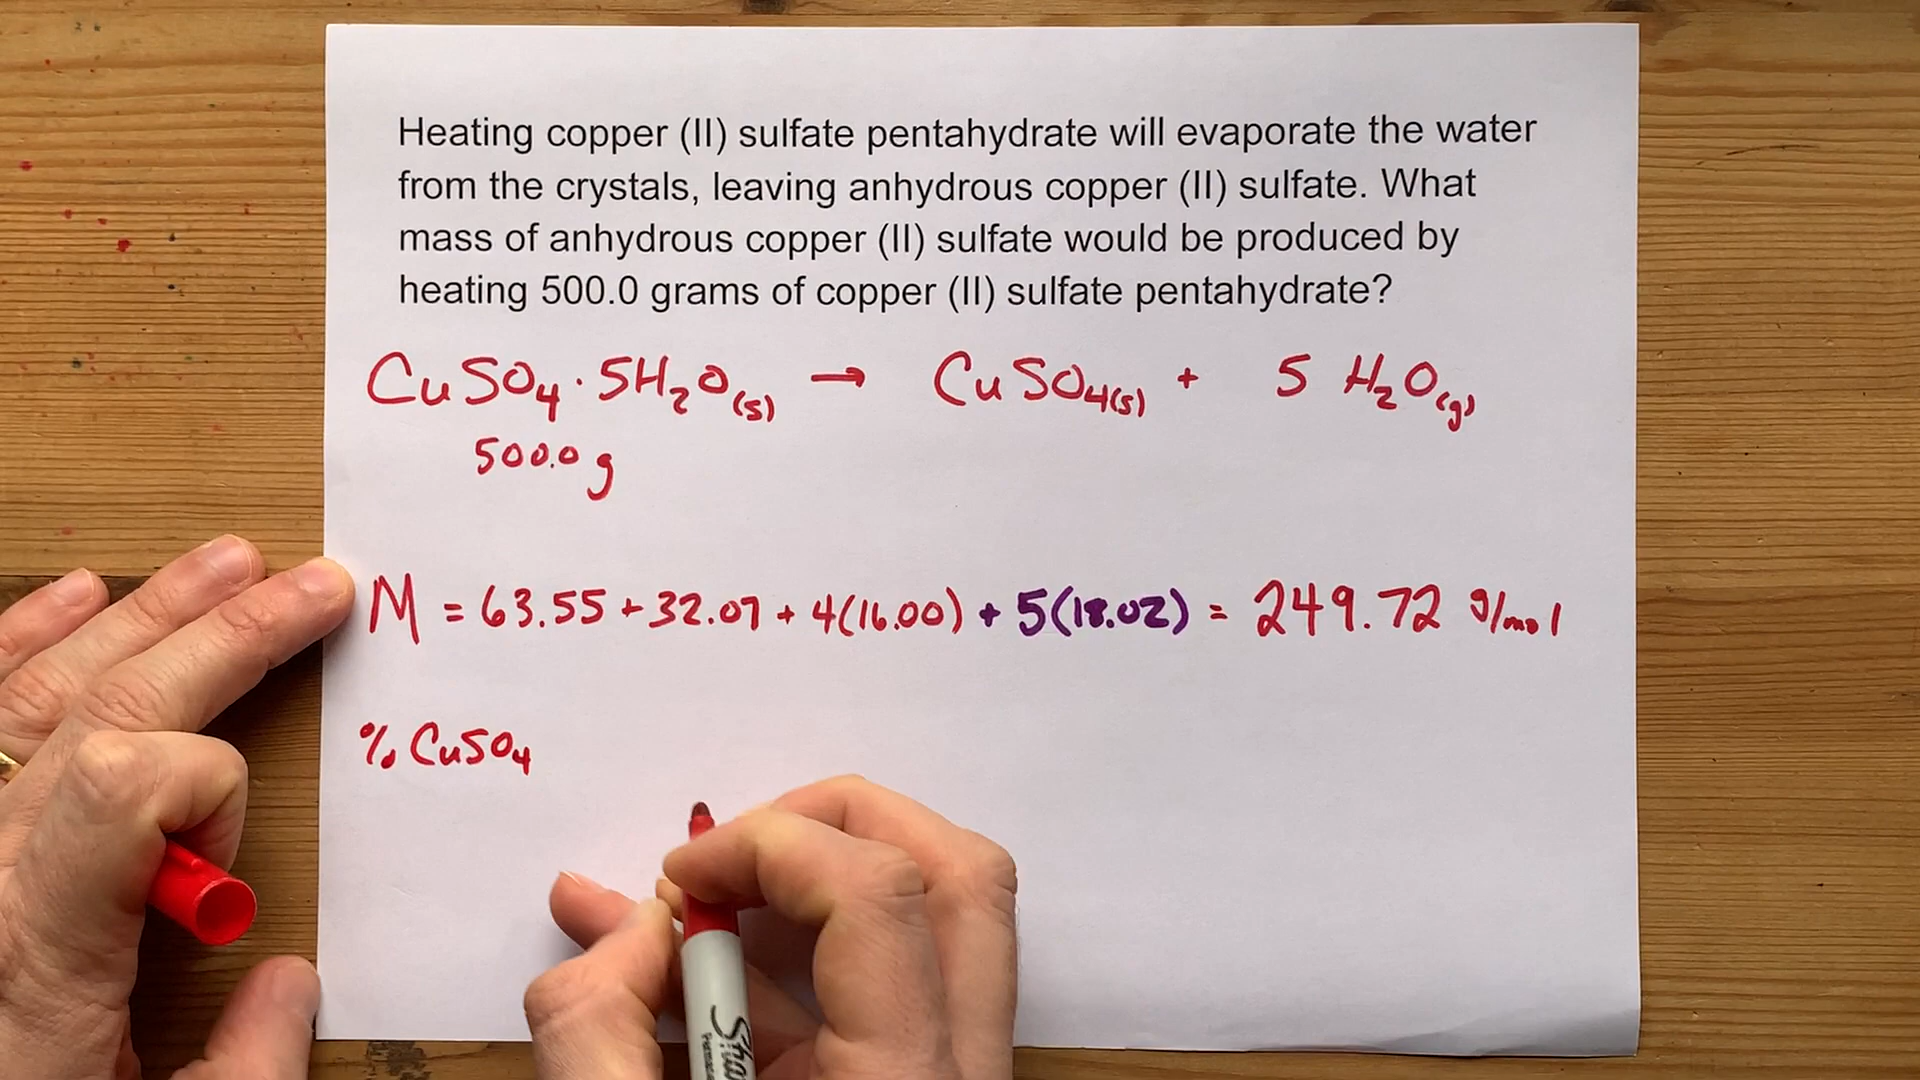 Heating copper (II) sulfate pentahydrate will evaporate the water
from the crystals, leaving anhydrous copper (II) sulfate. What
mass of anhydrous copper (II) sulfate would be produced by
heating 500.0 grams of copper (II) sulfate pentahydrate?
CuSO₄·5H₂O₍s₎ → CuSO₄₍s₎ + 5 H₂O(g)
500.0 g
M = 63.55 + 32.07 + 4(16.00) + 5(18.02) = 249.72 g/mol
% CuSO₄